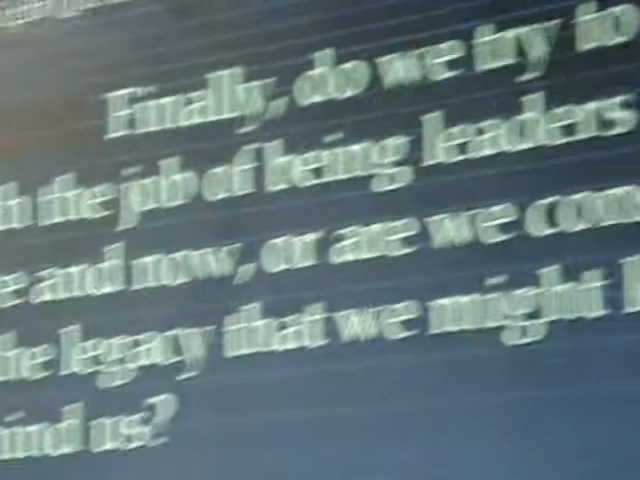 Finally, do we try to
the job of being leaders
and now, or are we
the legacy that we might
us?